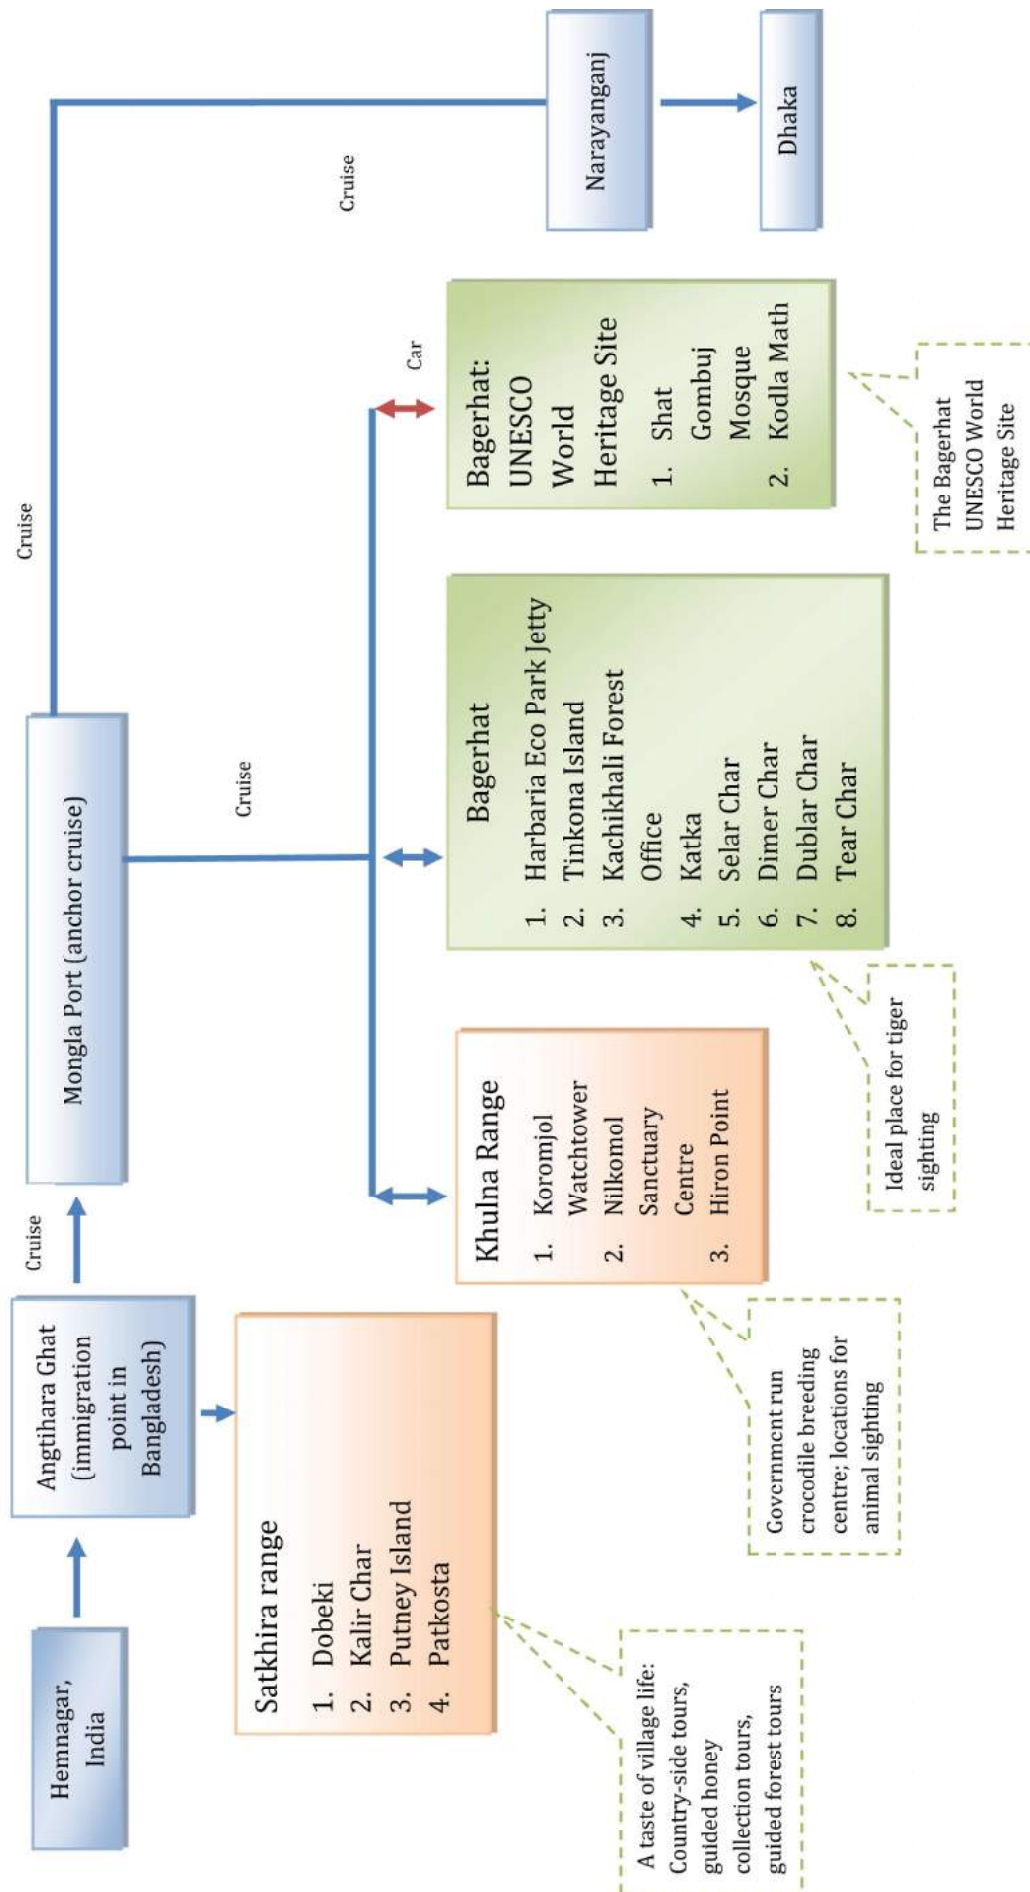 Hemnagar,
India
Angtihara Ghat
(immigration
point in
Bangladesh)
Cruise
Mongla Port (anchor cruise)
Cruise
Cruise
Cruise
Narayanganj
Dhaka
Satkhira range
1. Dobeki
2. Kalir Char
3. Putney Island
4. Patkosta
Khulna Range
1. Koromjol
Watchtower
2. Nilkomol
Sanctuary
Centre
3. Hiron Point
Bagerhat
1. Harbaria Eco Park Jetty
2. Tinkona Island
3. Kachikhali Forest
Office
4. Katka
5. Selar Char
6. Dimer Char
7. Dublar Char
8. Tear Char
Car
Bagerhat:
UNESCO
World
Heritage Site
1. Shat
Gombuj
Mosque
2. Kodla Math
A taste of village life:
Country-side tours,
guided honey
collection tours,
guided forest tours
Government run
crocodile breeding
centre; locations for
animal sighting
Ideal place for tiger
sighting
The Bagerhat
UNESCO World
Heritage Site